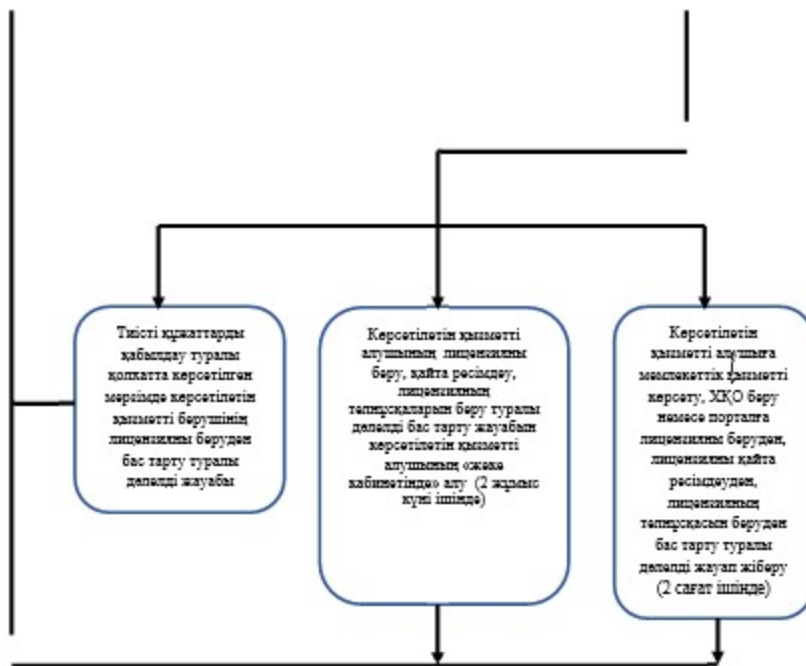 Тиісті құжаттарды
қабылдау туралы
қолхатта көрсетілген
мерзімде көрсетілетін
қызметті берушінің
лицензияны беруден
бас тарту туралы
дәлелді жауабы
Көрсетілетін қызметті
алушының лицензияны
беру, қайта ресімдеу,
лицензияның
телнұсқаларын беру туралы
дәлелді бас тарту жауабын
көрсетілетін қызметті
алушының «жеке
кабинетінде» алу (2 жұмыс
күні ішінде)
Көрсетілетін
қызметті алушыға
мемлекеттік қызметті
көрсету, ХҚО беру
немесе порталға
лицензияны беруден,
лицензияны қайта
ресімдеуден,
лицензияның
телнұсқасын беруден
бас тарту туралы
дәлелді жауап жіберу
(2 сағат ішінде)